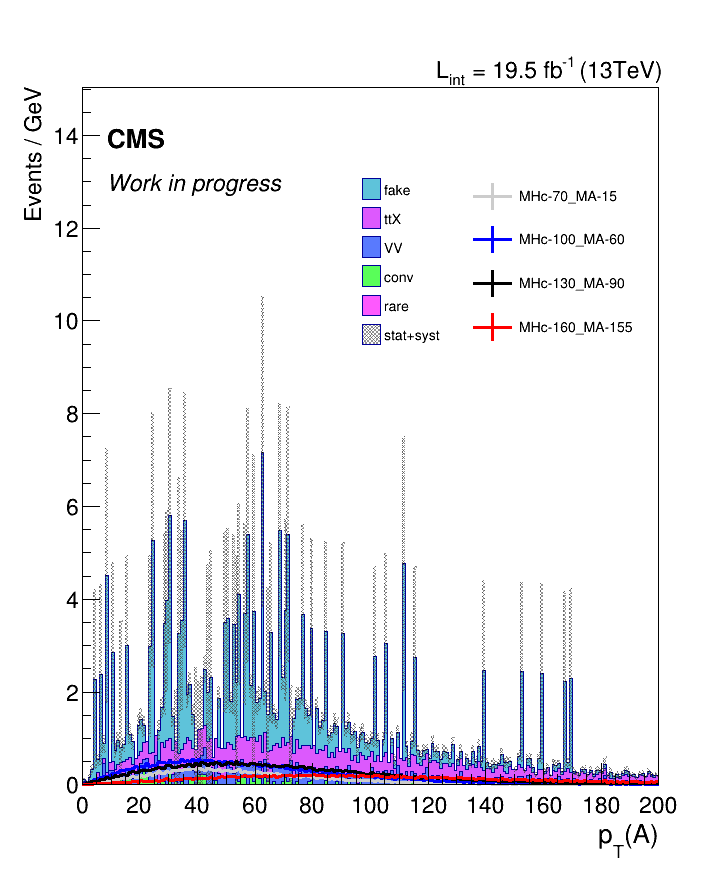 L_int = 19.5 fb^-1 (13TeV)
Events / GeV
CMS
Work in progress
fake
ttX
VV
conv
rare
stat+syst
MHc-70_MA-15
MHc-100_MA-60
MHc-130_MA-90
MHc-160_MA-155
14
12
10
8
6
4
2
0
0 20 40 60 80 100 120 140 160 180 200
p_T(A)